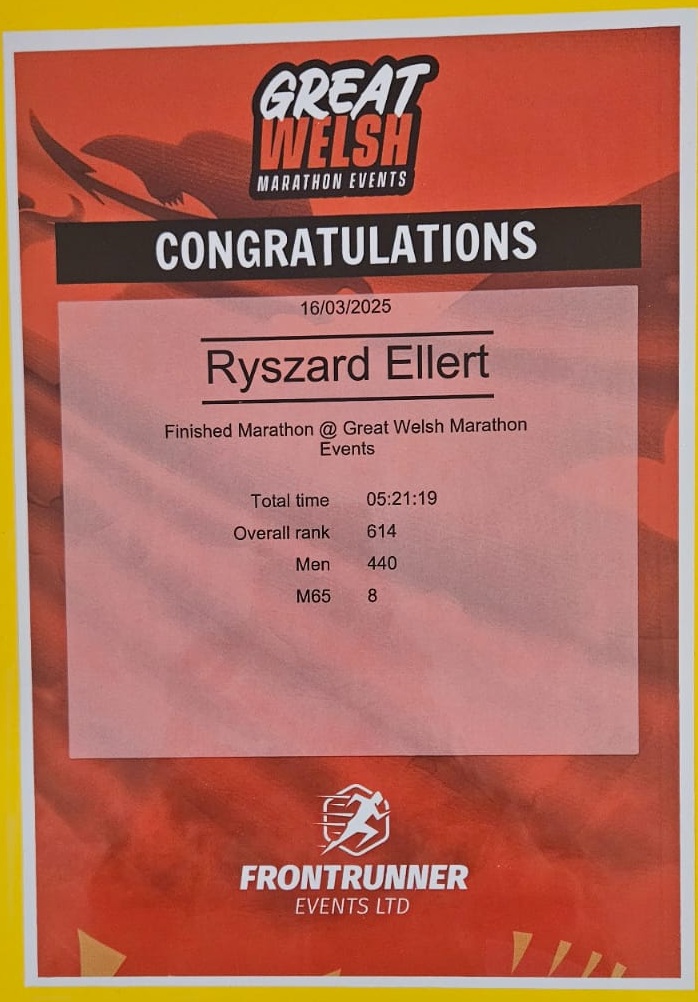 GREAT
WELSH
MARATHON EVENTS
CONGRATULATIONS
16/03/2025
Ryszard Ellert
Finished Marathon @ Great Welsh Marathon
Events
Total time 05:21:19
Overall rank 614
Men 440
M65 8
FRONTRUNNER
EVENTS LTD